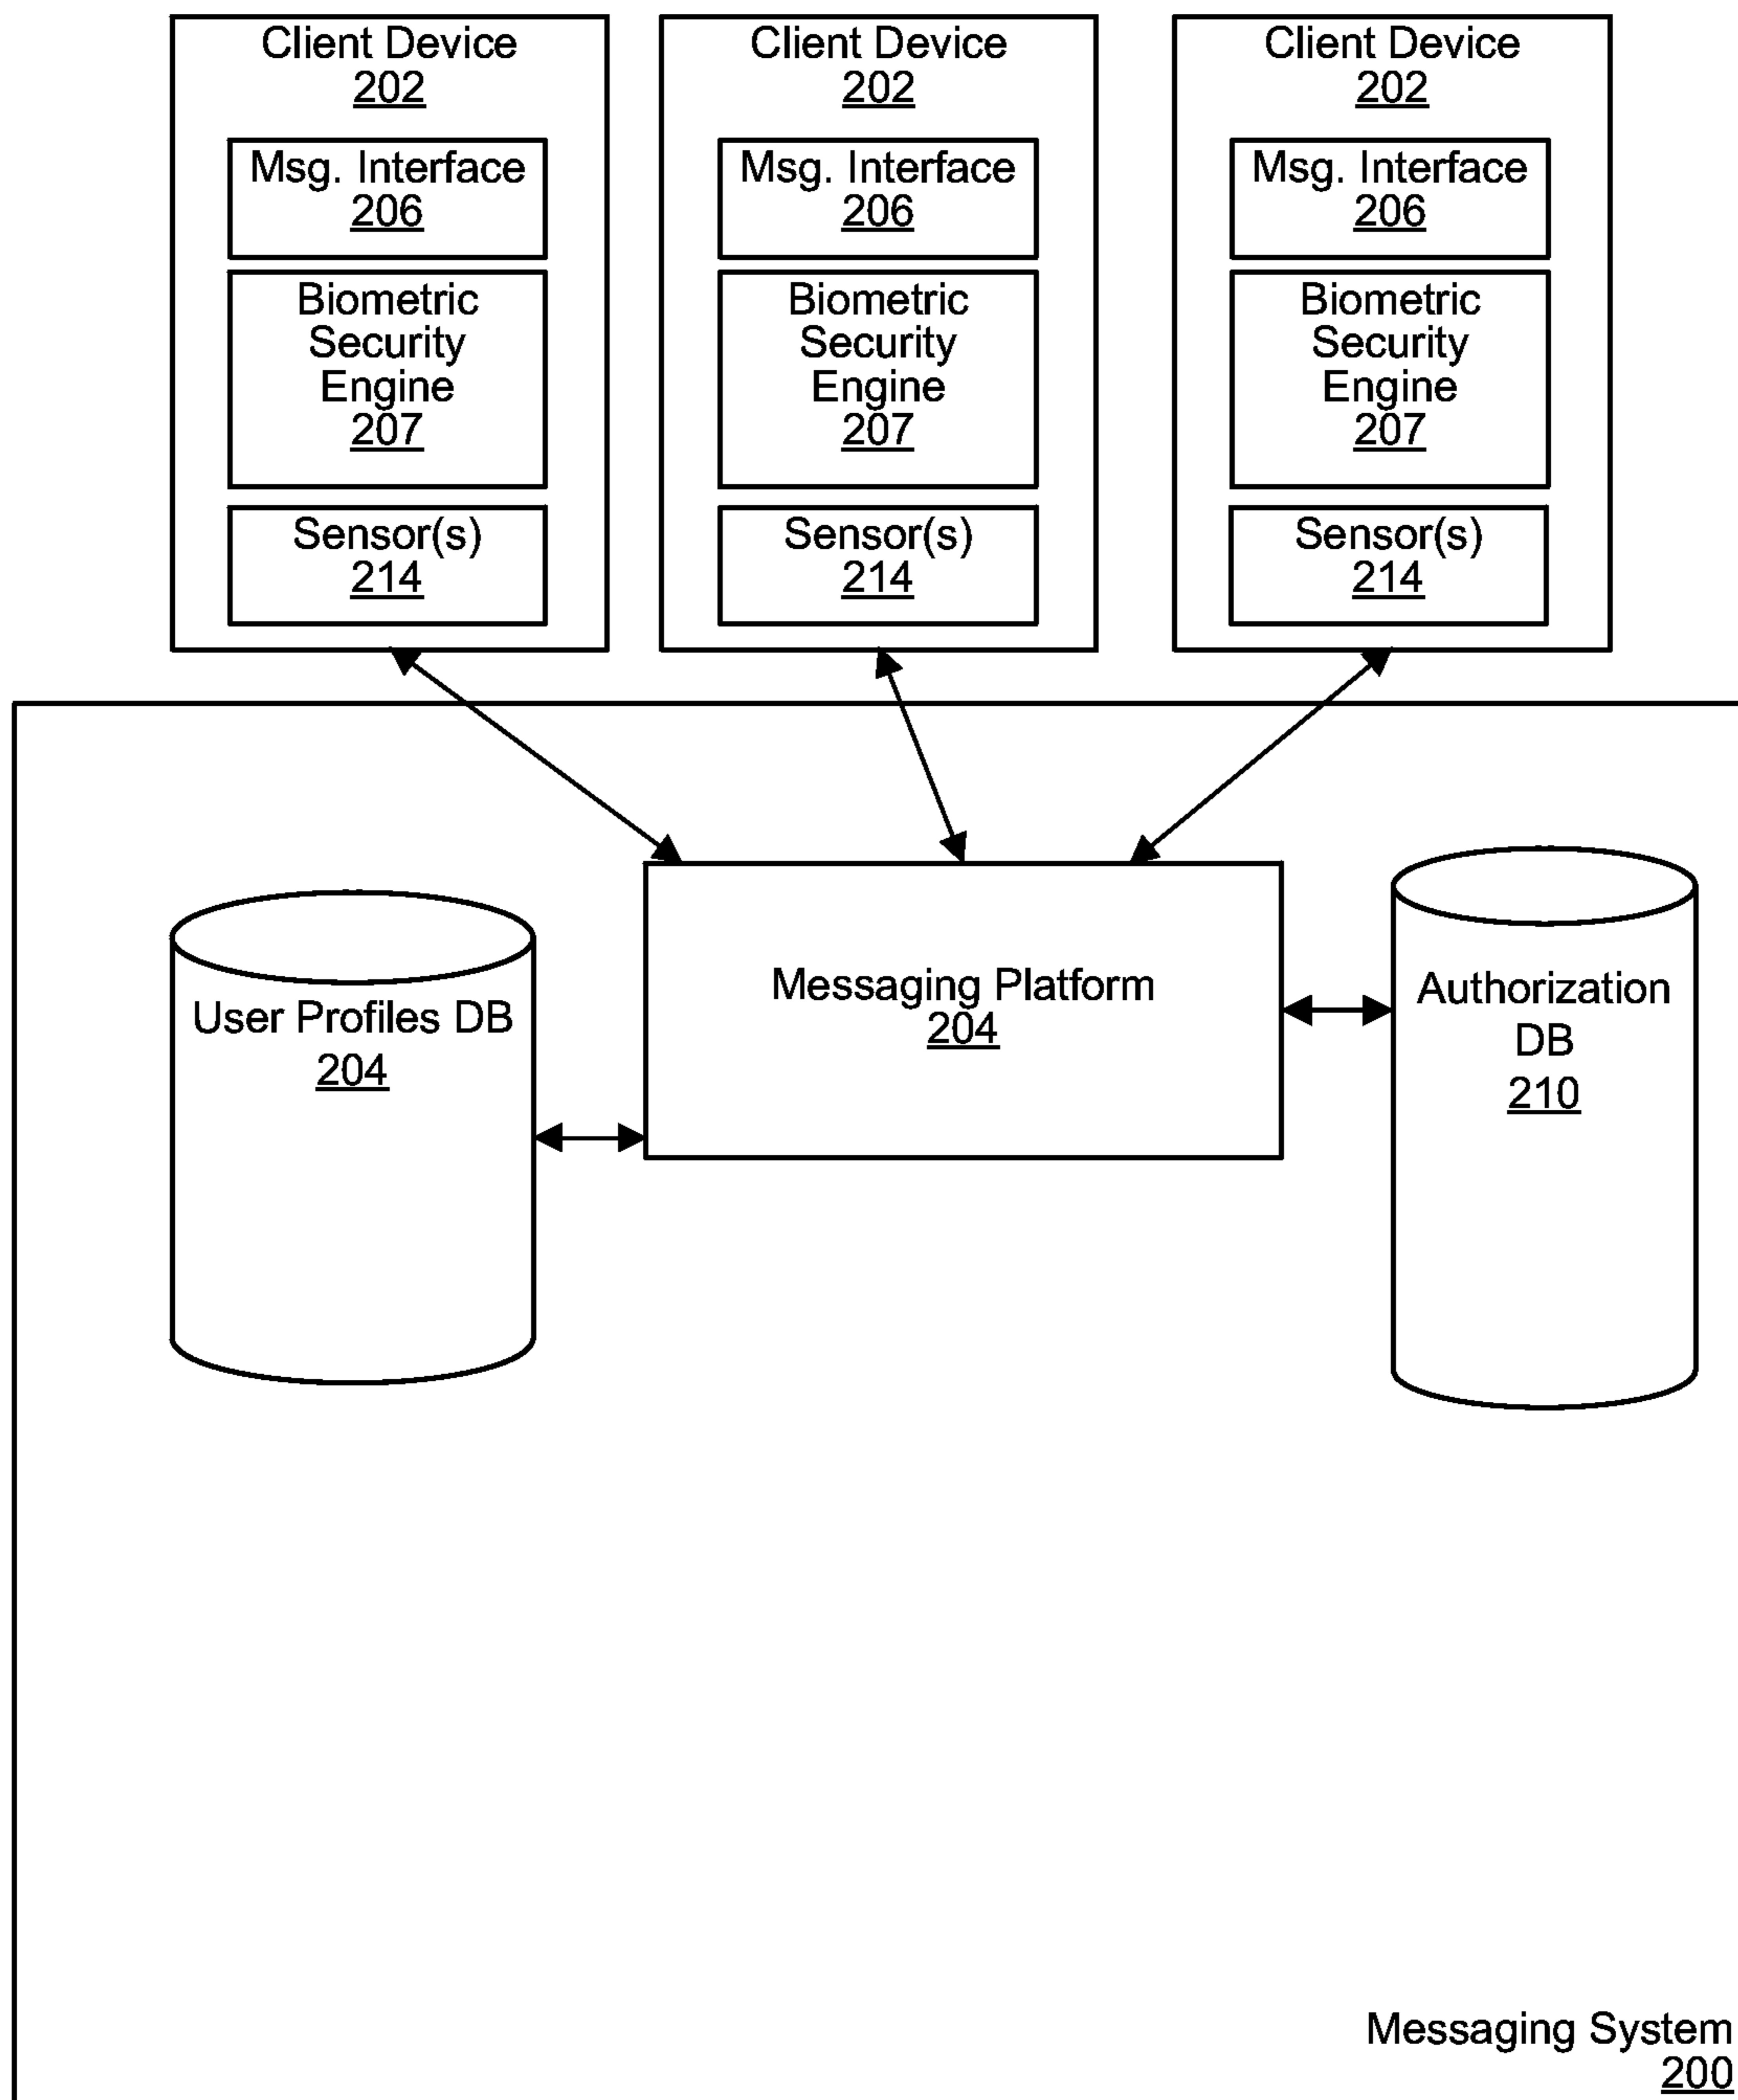 Client Device
202
Msg. Interface
206
Biometric
Security
Engine
207
Sensor(s)
214
Client Device
202
Msg. Interface
206
Biometric
Security
Engine
207
Sensor(s)
214
Client Device
202
Msg. Interface
206
Biometric
Security
Engine
207
Sensor(s)
214
User Profiles DB
204
Messaging Platform
204
Authorization
DB
210
Messaging System
200